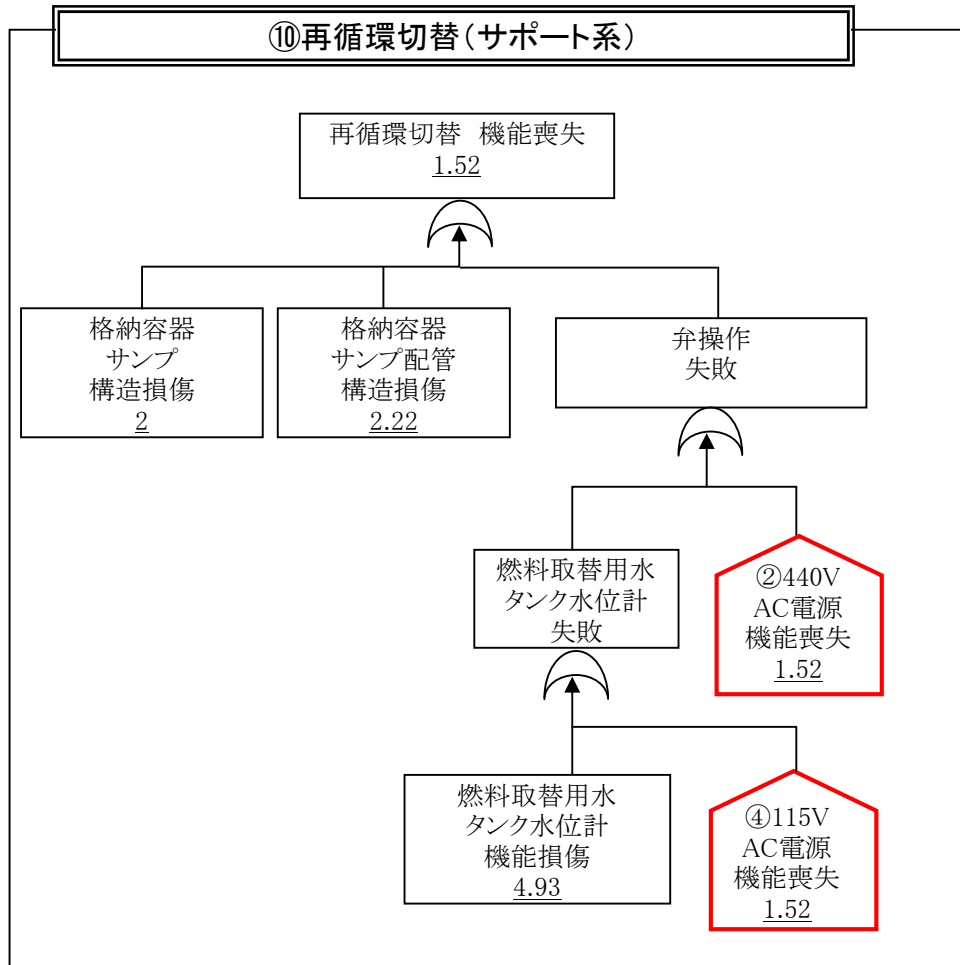 ⑩再循環切替(サポート系)
再循環切替 機能喪失
1.52
格納容器
サンプ
構造損傷
2
格納容器
サンプ配管
構造損傷
2.22
弁操作
失敗
燃料取替用水
タンク水位計
失敗
②440V
AC電源
機能喪失
1.52
燃料取替用水
タンク水位計
機能損傷
4.93
④115V
AC電源
機能喪失
1.52